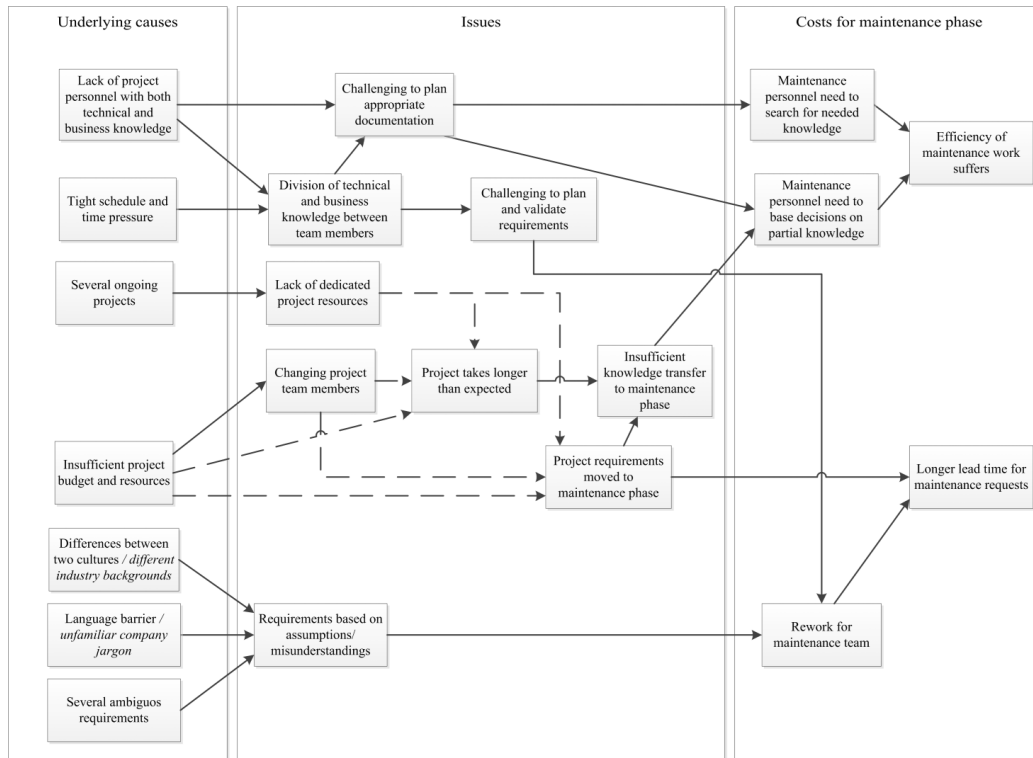 Underlying causes
Issues
Costs for maintenance phase
Lack of project
personnel with both
technical and
business knowledge
Challenging to plan
appropriate
documentation
Maintenance
personnel need to
search for needed
knowledge
Efficiency of
maintenance work
suffers
Tight schedule and
time pressure
Division of technical
and business
knowledge between
team members
Challenging to plan
and validate
requirements
Maintenance
personnel need to
base decisions on
partial knowledge
Several ongoing
projects
Lack of dedicated
project resources
Changing project
team members
Project takes longer
than expected
Insufficient
knowledge transfer
to maintenance
phase
Insufficient project
budget and resources
Project requirements
moved to
maintenance phase
Longer lead time for
maintenance requests
Differences between
two cultures / different
industry backgrounds
Language barrier /
unfamiliar company
jargon
Requirements based on
assumptions/
misunderstandings
Rework for
maintenance team
Several ambiguos
requirements